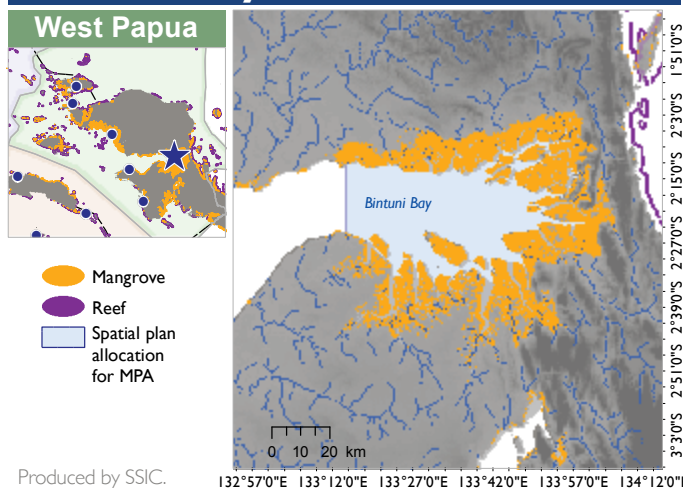 West Papua
Bintuni Bay
Mangrove
Reef
Spatial plan
allocation
for MPA
0 10 20 km
Produced by SSIC.
1°51'0"S
2°3'0"S
2°15'0"S
2°27'0"S
2°39'0"S
2°51'0"S
3°3'0"S
132°57'0"E 133°12'0"E 133°27'0"E 133°42'0"E 133°57'0"E 134°12'0"E